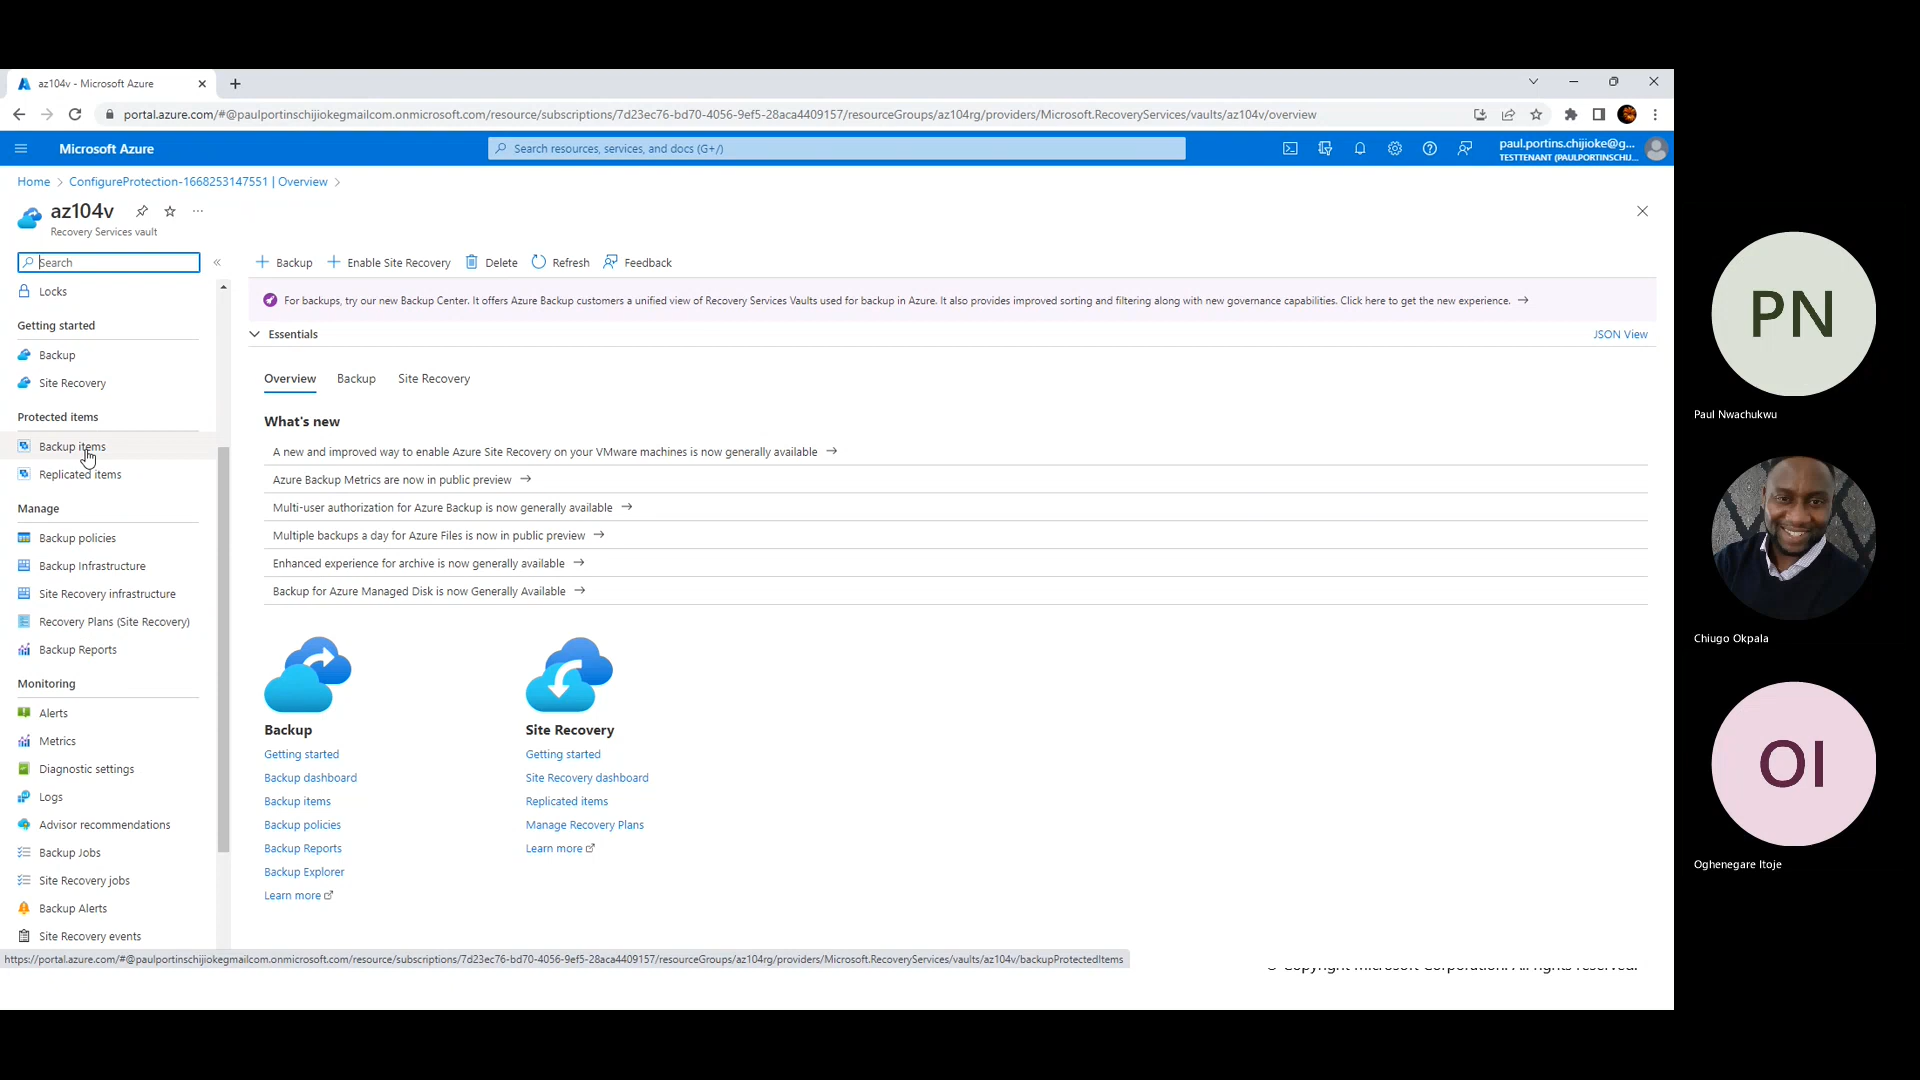 az104v - Microsoft Azure
portal.azure.com/#@paulportinschijiokegmailcom.onmicrosoft.com/resource/subscriptions/7d23ec76-bd70-4056-9ef5-28aca4409157/resourceGroups/az104rg/providers/Microsoft.RecoveryServices/vaults/az104v/overview
Microsoft Azure
Search resources, services, and docs (G+/)
paul.portins.chijioke@g...
TESTTENANT (PAULPORTINSCHIJ...
Home > ConfigureProtection-1668253147551 | Overview >
az104v
Recovery Services vault
Search
Backup
Enable Site Recovery
Delete
Refresh
Feedback
Locks
Getting started
Backup
Site Recovery
Protected items
Backup items
Replicated items
Manage
Backup policies
Backup Infrastructure
Site Recovery infrastructure
Recovery Plans (Site Recovery)
Backup Reports
Monitoring
Alerts
Metrics
Diagnostic settings
Logs
Advisor recommendations
Backup Jobs
Site Recovery jobs
Backup Alerts
Site Recovery events
For backups, try our new Backup Center. It offers Azure Backup customers a unified view of Recovery Services Vaults used for backup in Azure. It also provides improved sorting and filtering along with new governance capabilities. Click here to get the new experience. →
Essentials
JSON View
Overview Backup Site Recovery
What's new
A new and improved way to enable Azure Site Recovery on your VMware machines is now generally available →
Azure Backup Metrics are now in public preview →
Multi-user authorization for Azure Backup is now generally available →
Multiple backups a day for Azure Files is now in public preview →
Enhanced experience for archive is now generally available →
Backup for Azure Managed Disk is now Generally Available →
Backup
Getting started
Backup dashboard
Backup items
Backup policies
Backup Reports
Backup Explorer
Learn more
Site Recovery
Getting started
Site Recovery dashboard
Replicated items
Manage Recovery Plans
Learn more
https://portal.azure.com/#@paulportinschijiokegmailcom.onmicrosoft.com/resource/subscriptions/7d23ec76-bd70-4056-9ef5-28aca4409157/resourceGroups/az104rg/providers/Microsoft.RecoveryServices/vaults/az104v/backupProtectedItems
© Copyright Microsoft Corporation. All rights reserved.
PN
Paul Nwachukwu
Chiugo Okpala
OI
Oghenegare Itoje